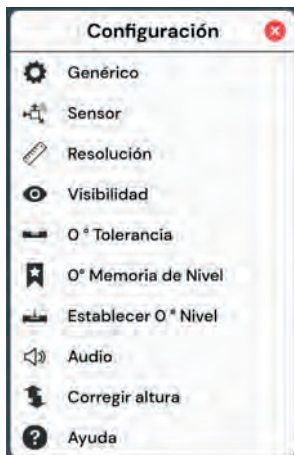 Configuración
Genérico
Sensor
Resolución
Visibilidad
0 ° Tolerancia
0° Memoria de Nivel
Establecer 0 ° Nivel
Audio
Corregir altura
Ayuda